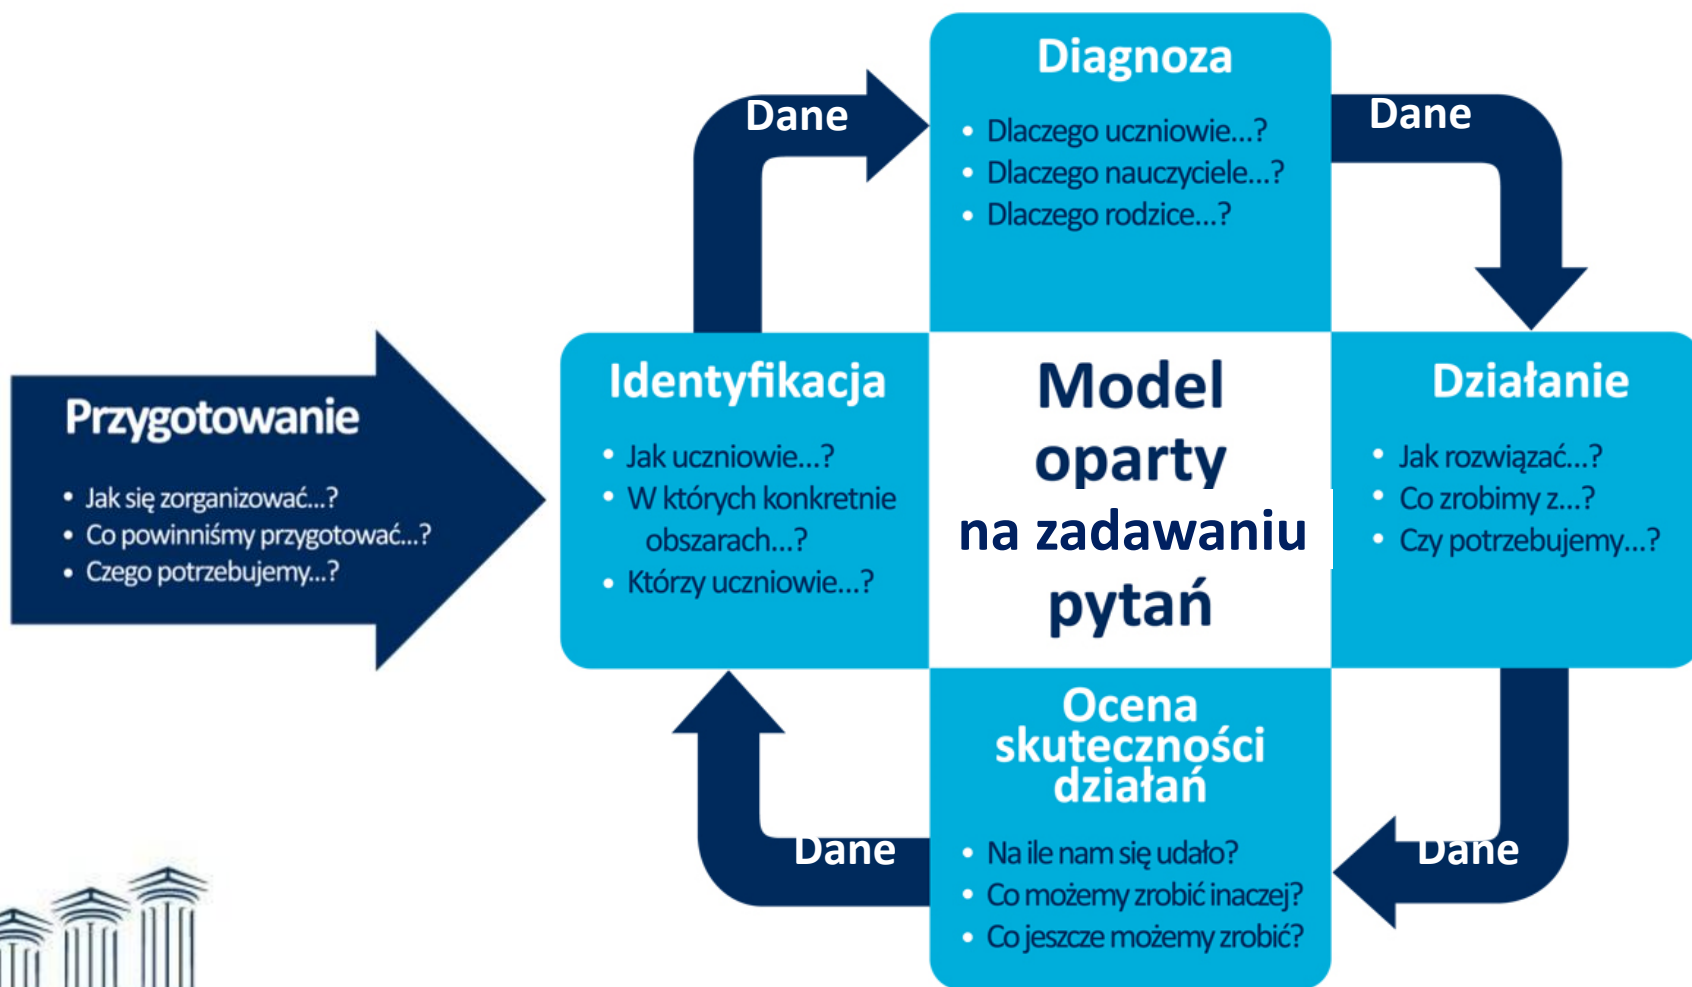 Przygotowanie
• Jak się zorganizować...?
• Co powinniśmy przygotować...?
• Czego potrzebujemy...?
Identyfikacja
• Jak uczniowie...?
• W których konkretnie
obszarach...?
• Którzy uczniowie...?
Dane
Diagnoza
• Dlaczego uczniowie...?
• Dlaczego nauczyciele...?
• Dlaczego rodzice...?
Dane
Model
oparty
na zadawaniu
pytań
Działanie
• Jak rozwiązać...?
• Co zrobimy z...?
• Czy potrzebujemy...?
Dane
Ocena
skuteczności
działań
• Na ile nam się udało?
• Co możemy zrobić inaczej?
• Co jeszcze możemy zrobić?
Dane